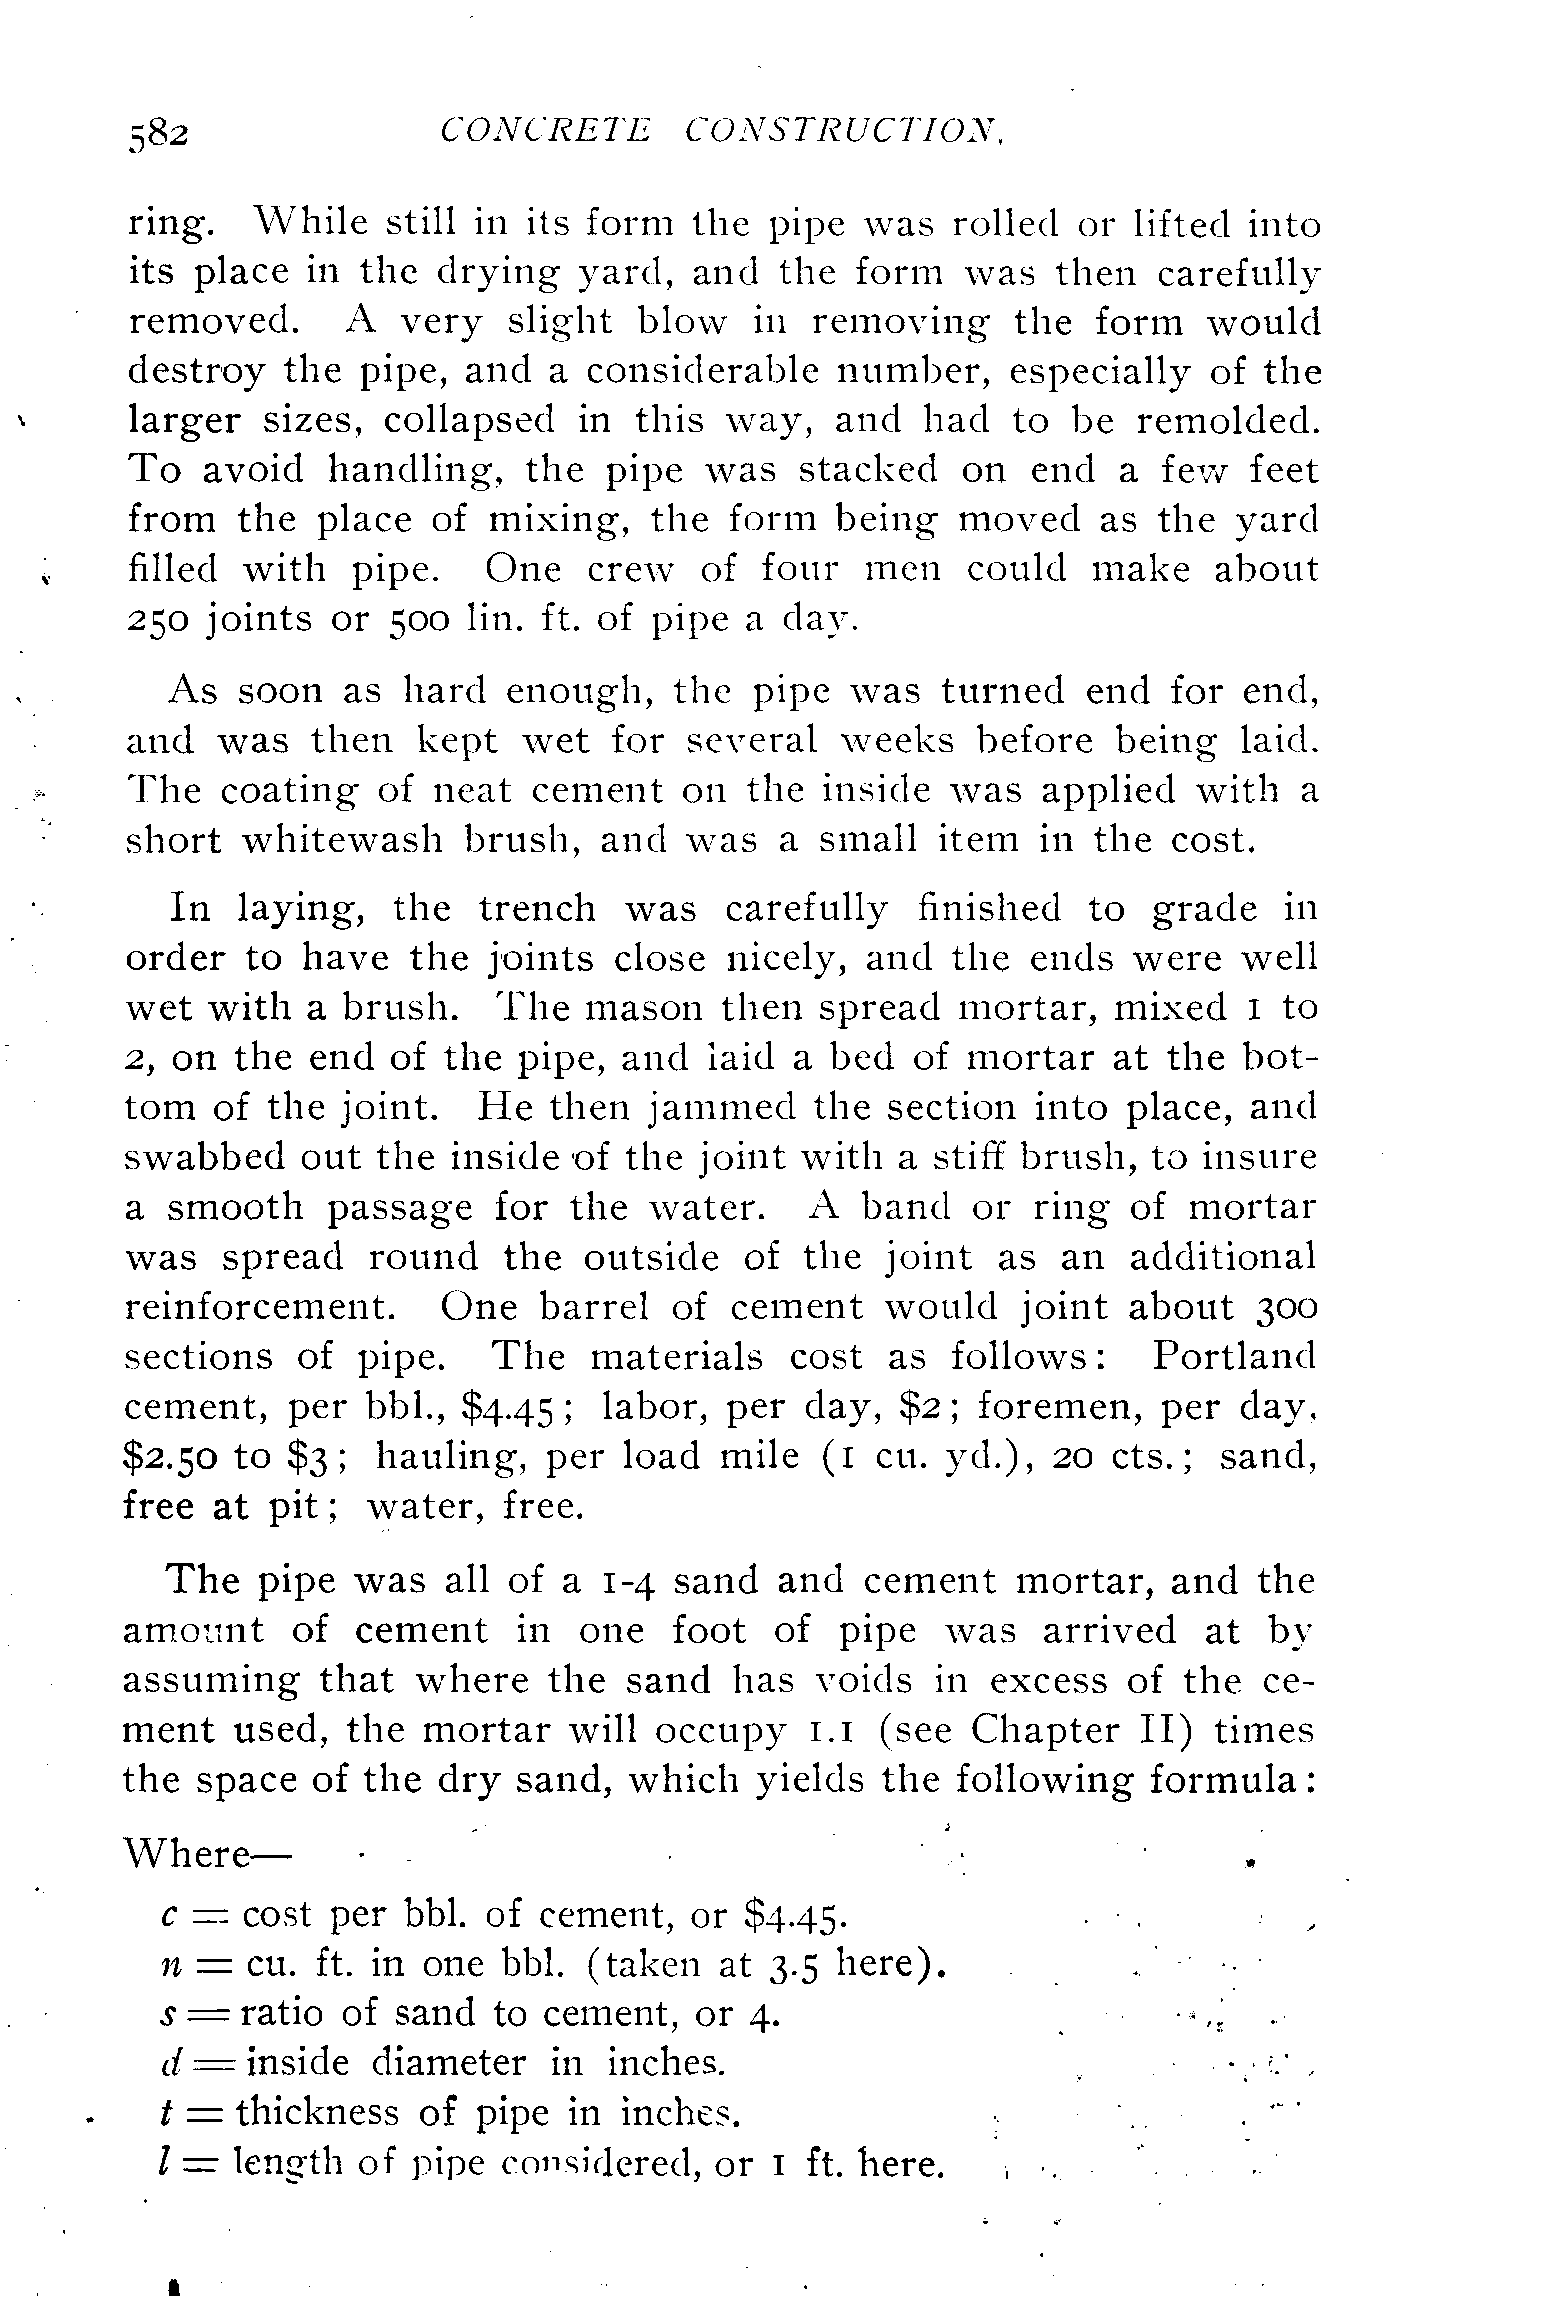 582 CONCRETE CONSTRUCTION.
ring. While still in its form the pipe was rolled or lifted into
its place in the drying yard, and the form was then carefully
removed. A very slight blow in removing the form would
destroy the pipe, and a considerable number, especially of the
larger sizes, collapsed in this way, and had to be remolded.
To avoid handling, the pipe was stacked on end a few feet
from the place of mixing, the form being moved as the yard
filled with pipe. One crew of four men could make about
250 joints or 500 lin. ft. of pipe a day.
As soon as hard enough, the pipe was turned end for end,
and was then kept wet for several weeks before being laid.
The coating of neat cement on the inside was applied with a
short whitewash brush, and was a small item in the cost.
In laying, the trench was carefully finished to grade in
order to have the joints close nicely, and the ends were well
wet with a brush. The mason then spread mortar, mixed 1 to
2, on the end of the pipe, and laid a bed of mortar at the bot-
tom of the joint. He then jammed the section into place, and
swabbed out the inside of the joint with a stiff brush, to insure
a smooth passage for the water. A band or ring of mortar
was spread round the outside of the joint as an additional
reinforcement. One barrel of cement would joint about 300
sections of pipe. The materials cost as follows: Portland
cement, per bbl., $4.45; labor, per day, $2; foremen, per day,
$2.50 to $3; hauling, per load mile (1 cu. yd.), 20 cts.; sand,
free at pit; water, free.
The pipe was all of a 1-4 sand and cement mortar, and the
amount of cement in one foot of pipe was arrived at by
assuming that where the sand has voids in excess of the ce-
ment used, the mortar will occupy 1.1 (see Chapter II) times
the space of the dry sand, which yields the following formula:
Where—
c = cost per bbl. of cement, or $4.45.
n = cu. ft. in one bbl. (taken at 3.5 here).
s = ratio of sand to cement, or 4.
d = inside diameter in inches.
t = thickness of pipe in inches.
l = length of pipe considered, or 1 ft. here.